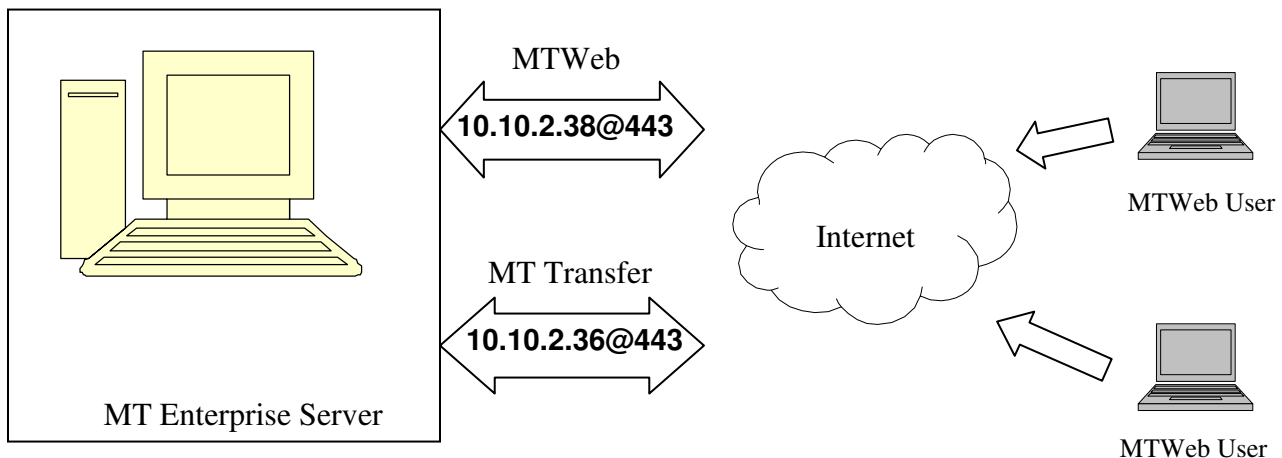 MTWeb
10.10.2.38@443
MTWeb User
Internet
MT Transfer
10.10.2.36@443
MT Enterprise Server
MTWeb User